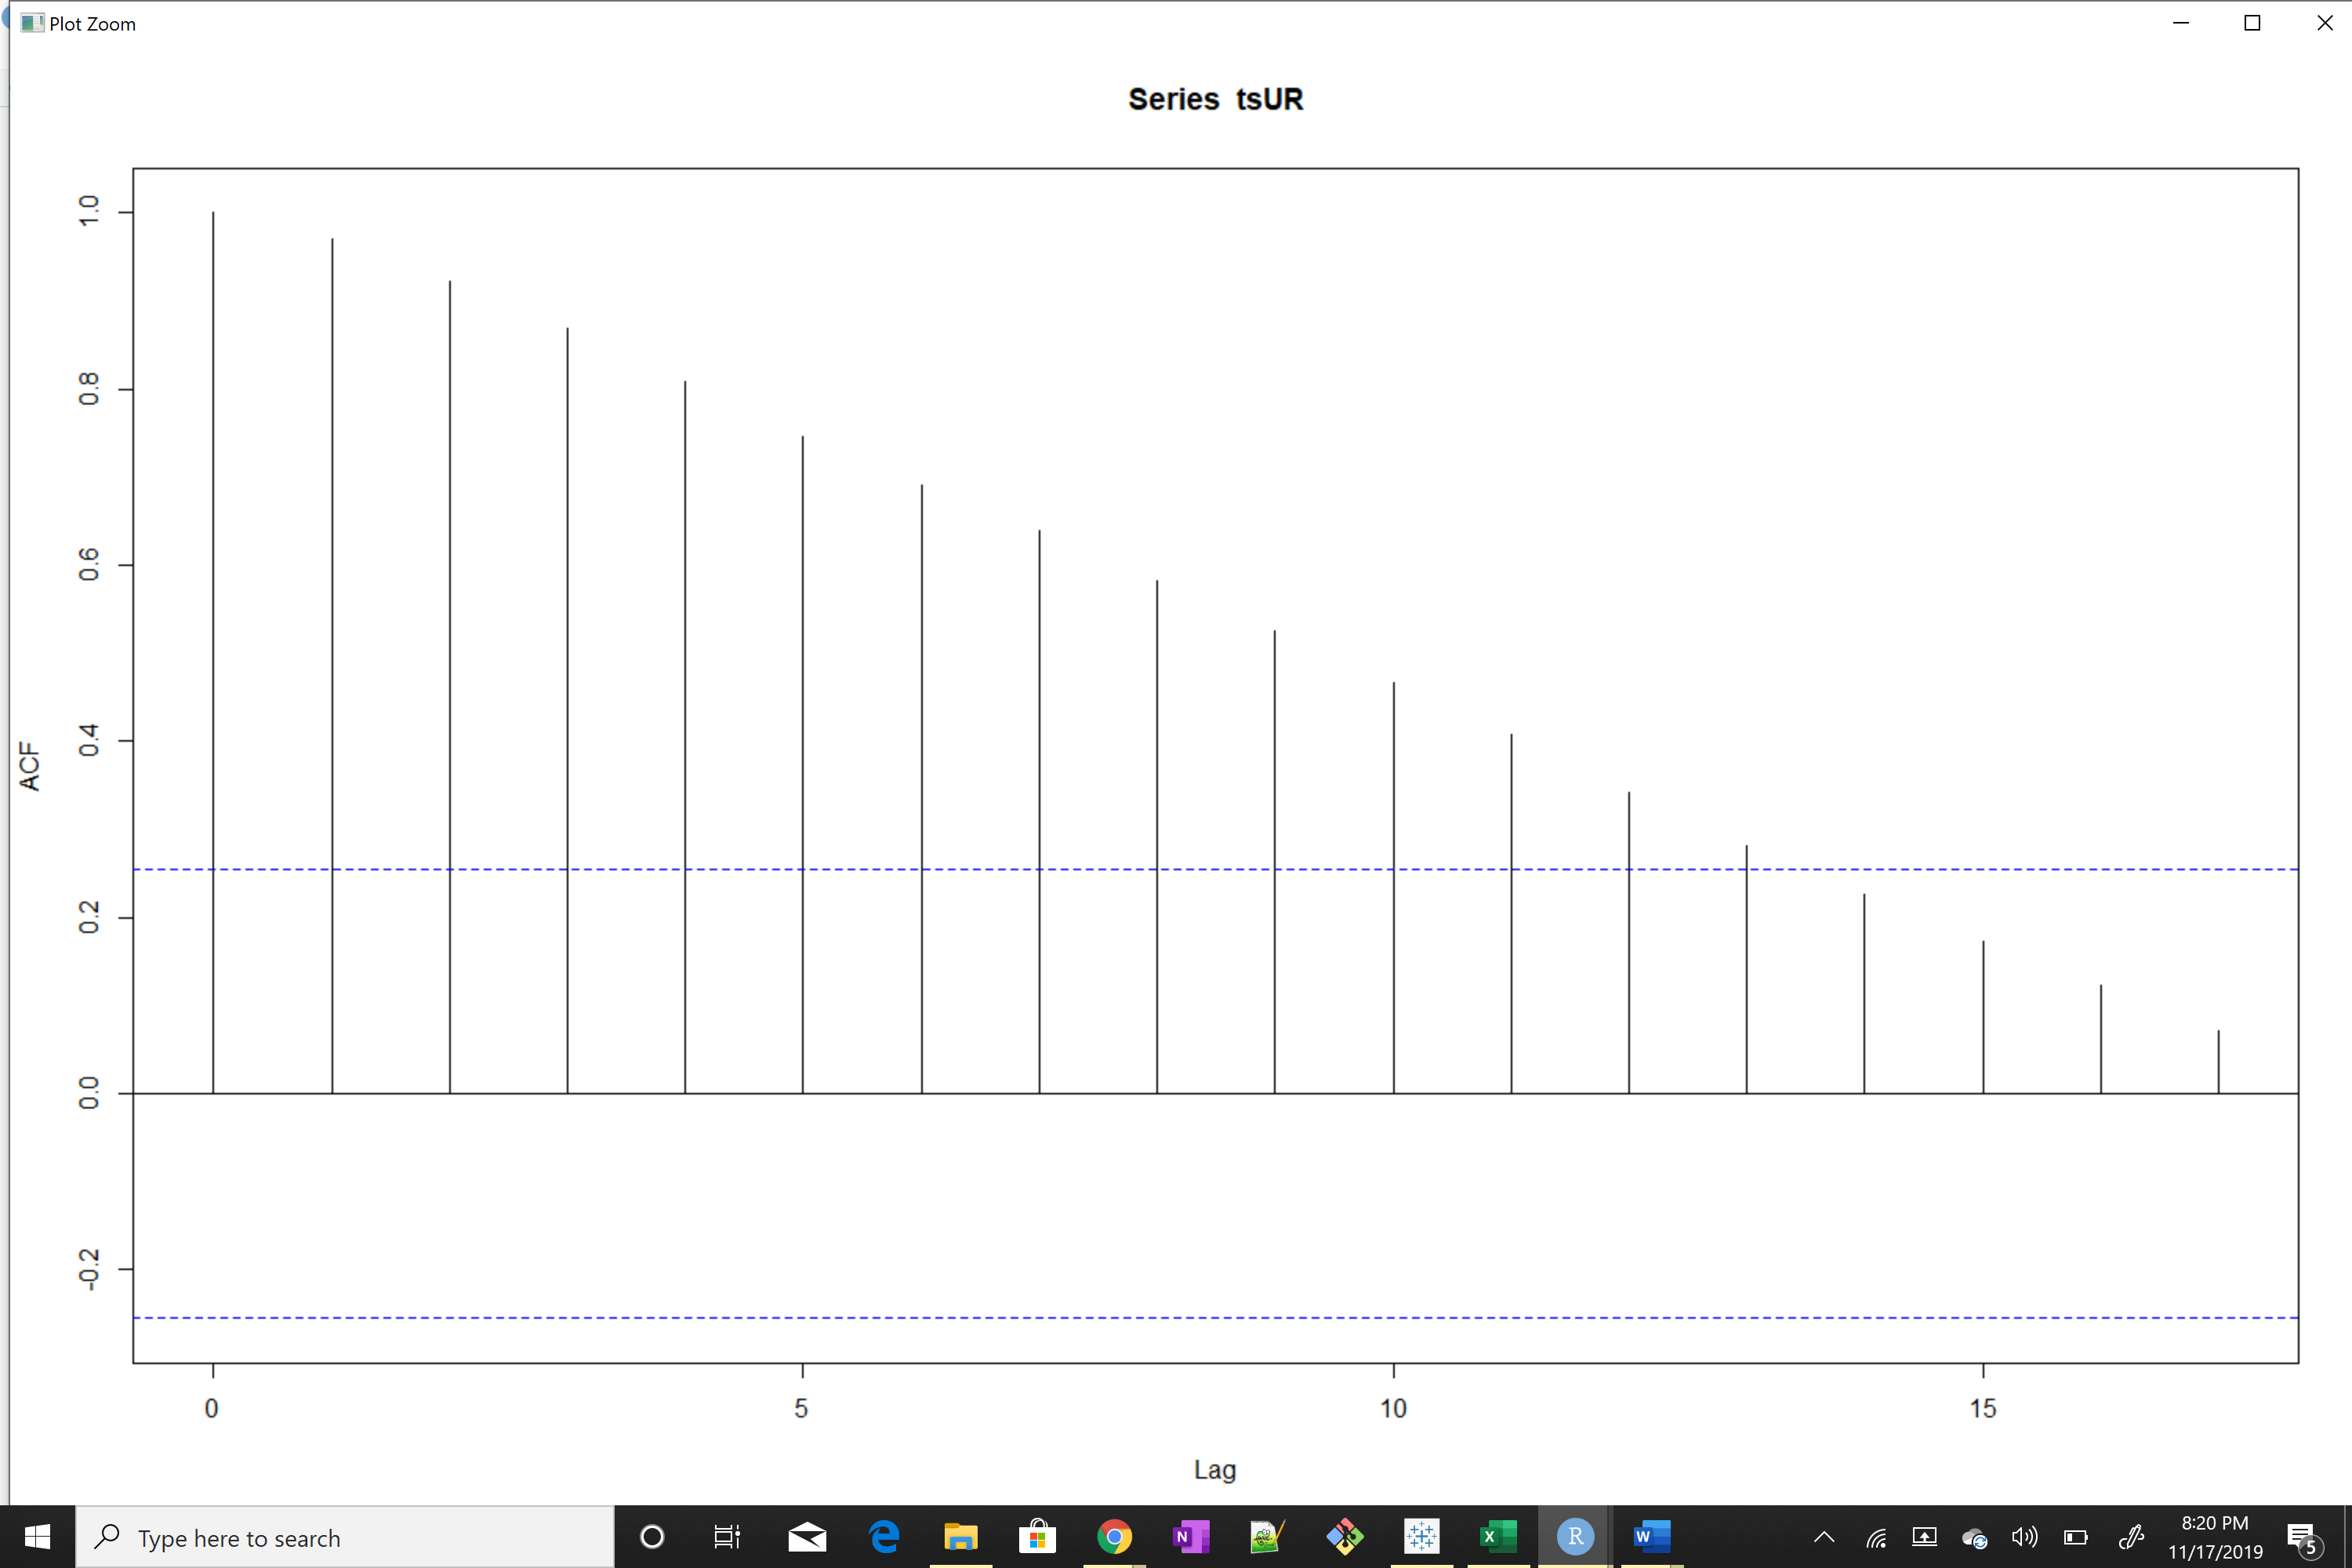 Plot Zoom
Series tsUR
1.0
0.8
0.6
0.4
0.2
0.0
-0.2
ACF
0 5 10 15
Lag
Type here to search
N
X
R
W
8:20 PM
11/17/2019
5